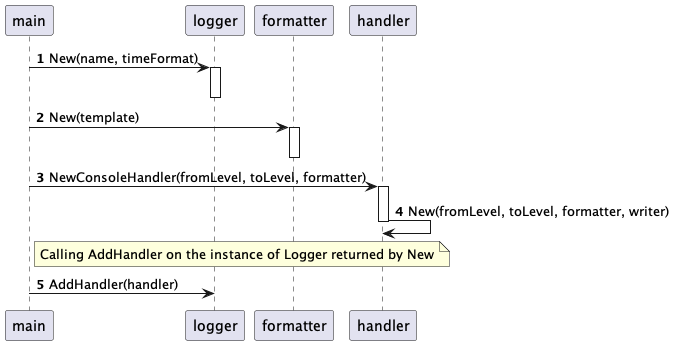 main logger formatter handler
1 New(name, timeFormat)
2 New(template)
3 NewConsoleHandler(fromLevel, toLevel, formatter)
4 New(fromLevel, toLevel, formatter, writer)
Calling AddHandler on the instance of Logger returned by New
5 AddHandler(handler)
main logger formatter handler